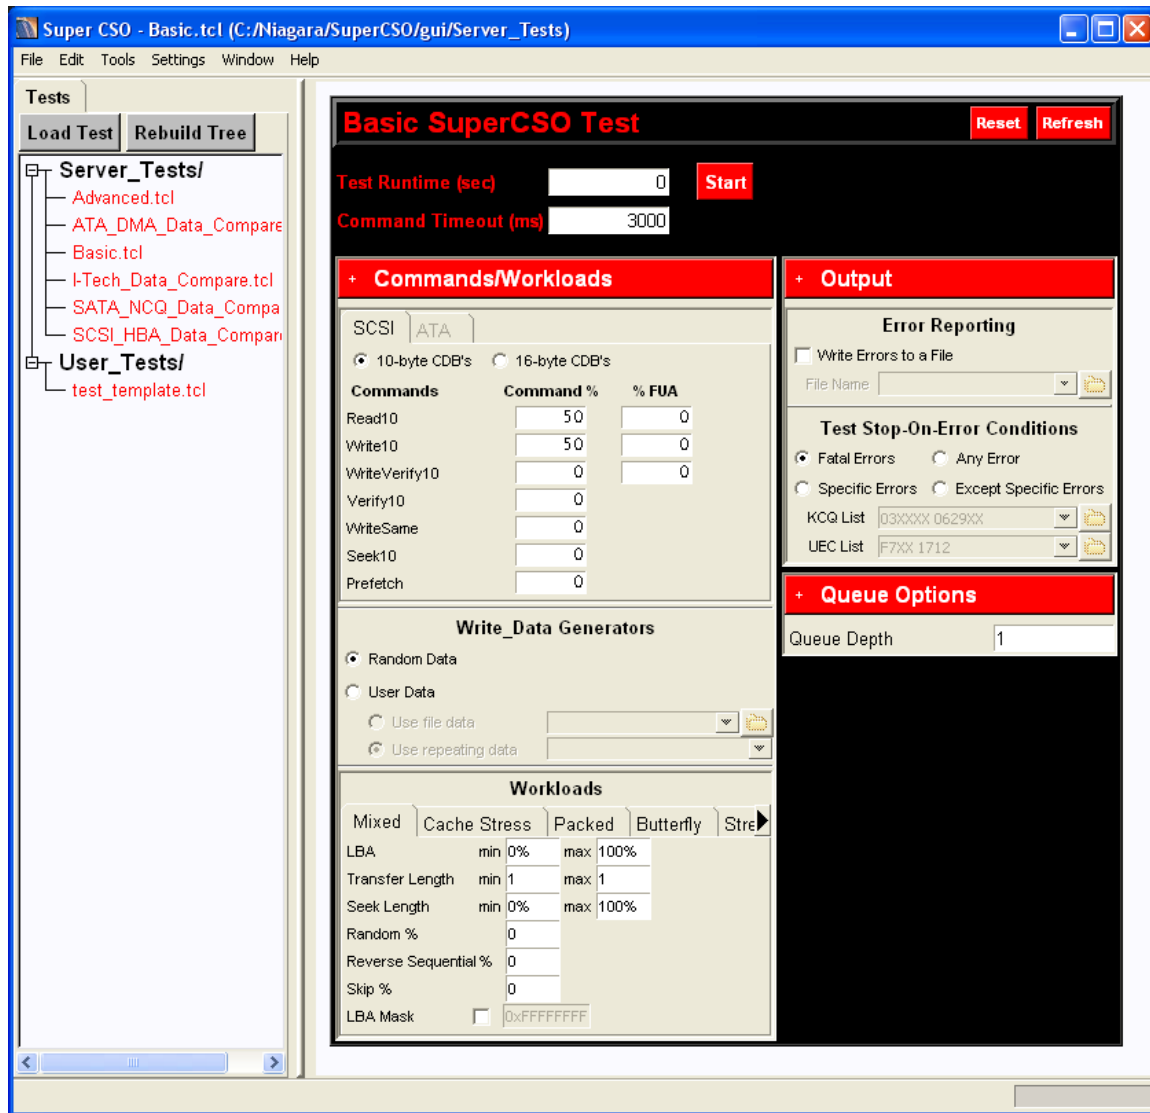 Super CSO - Basic.tcl (C:/Niagara/SuperCSO/gui/Server_Tests)
File Edit Tools Settings Window Help
Tests
Load Test Rebuild Tree
Server_Tests/
Advanced.tcl
ATA_DMA_Data_Compare
Basic.tcl
I-Tech_Data_Compare.tcl
SATA_NCQ_Data_Compa
SCSI_HBA_Data_Compar
User_Tests/
test_template.tcl
Basic SuperCSO Test Reset Refresh
Test Runtime (sec) 0 Start
Command Timeout (ms) 3000
+ Commands/Workloads
SCSI ATA
10-byte CDB's 16-byte CDB's
Commands Command % % FUA
Read10 50 0
Write10 50 0
WriteVerify10 0 0
Verify10 0
WriteSame 0
Seek10 0
Prefetch 0
Write_Data Generators
Random Data
User Data
Use file data
Use repeating data
Workloads
Mixed Cache Stress Packed Butterfly Stre
LBA min 0% max 100%
Transfer Length min 1 max 1
Seek Length min 0% max 100%
Random % 0
Reverse Sequential % 0
Skip % 0
LBA Mask 0xFFFFFFFF
+ Output
Error Reporting
Write Errors to a File
File Name
Test Stop-On-Error Conditions
Fatal Errors Any Error
Specific Errors Except Specific Errors
KCQ List 03XXXX 0629XX
UEC List F7XX 1712
+ Queue Options
Queue Depth 1